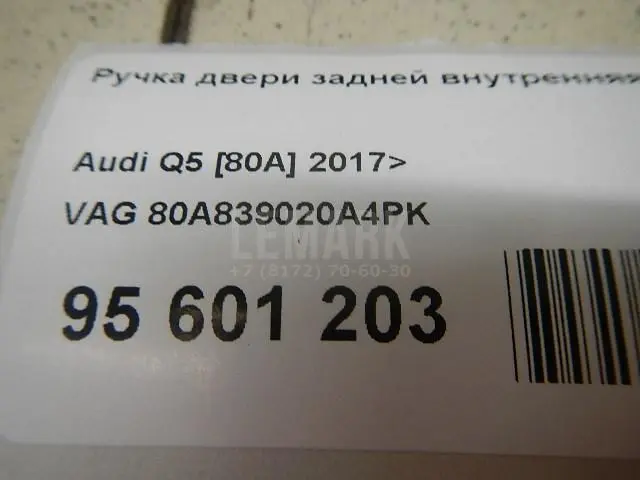 Ручка двери задней внутренняя
Audi Q5 [80A] 2017>
VAG 80A839020A4PK
LEMARK
+7 (8172) 70-60-30
95 601 203